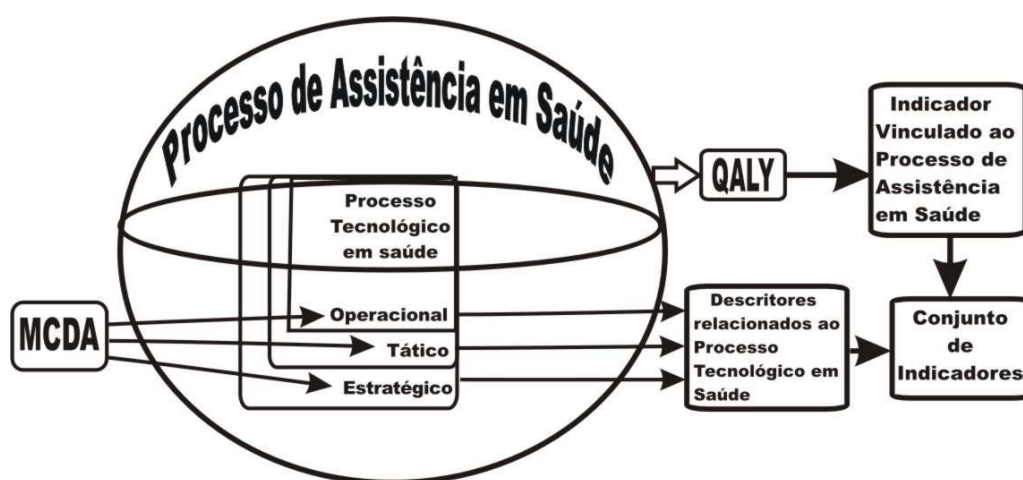 Processo de Assistência em Saúde
Processo
Tecnológico
em saúde
MCDA
Operacional
Tático
Estratégico
QALY
Indicador
Vinculado ao
Processo de
Assistência
em Saúde
Descritores
relacionados ao
Processo
Tecnológico em
Saúde
Conjunto
de
Indicadores